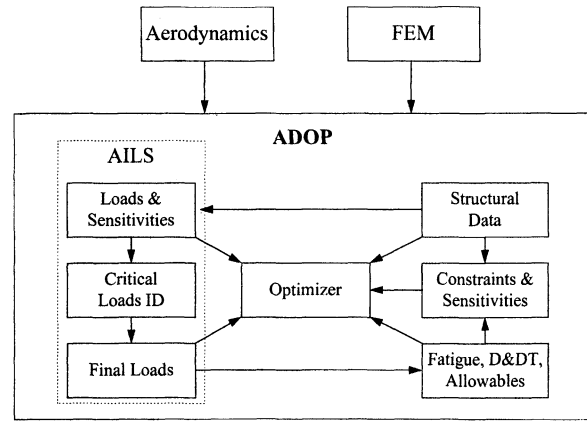 Aerodynamics
FEM
ADOP
AILS
Loads &
Sensitivities
Structural
Data
Critical
Loads ID
Optimizer
Constraints &
Sensitivities
Final Loads
Fatigue, D&DT,
Allowables